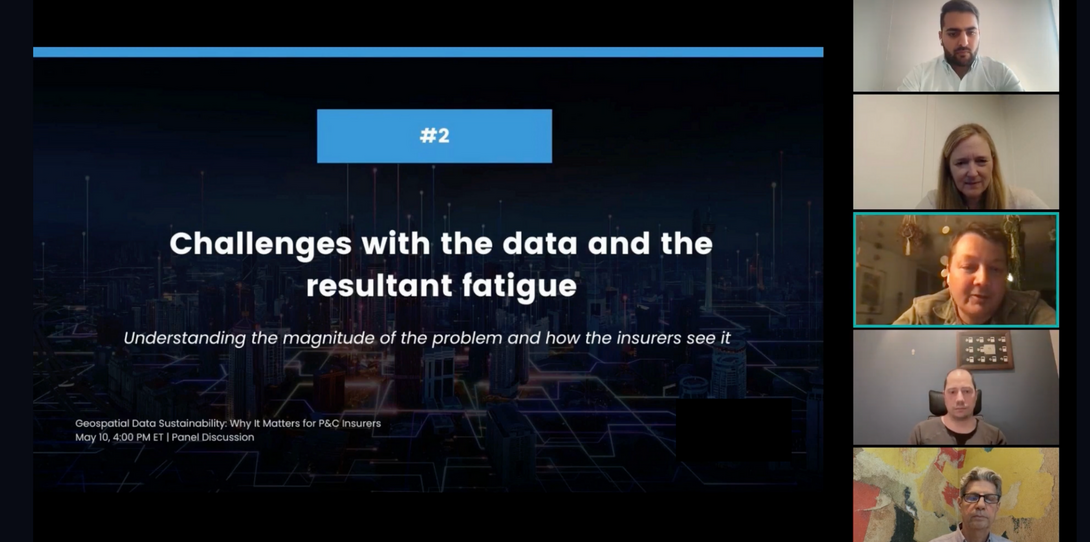 #2
Challenges with the data and the
resultant fatigue
Understanding the magnitude of the problem and how the insurers see it
Geospatial Data Sustainability: Why It Matters for P&C Insurers
May 10, 4:00 PM ET | Panel Discussion